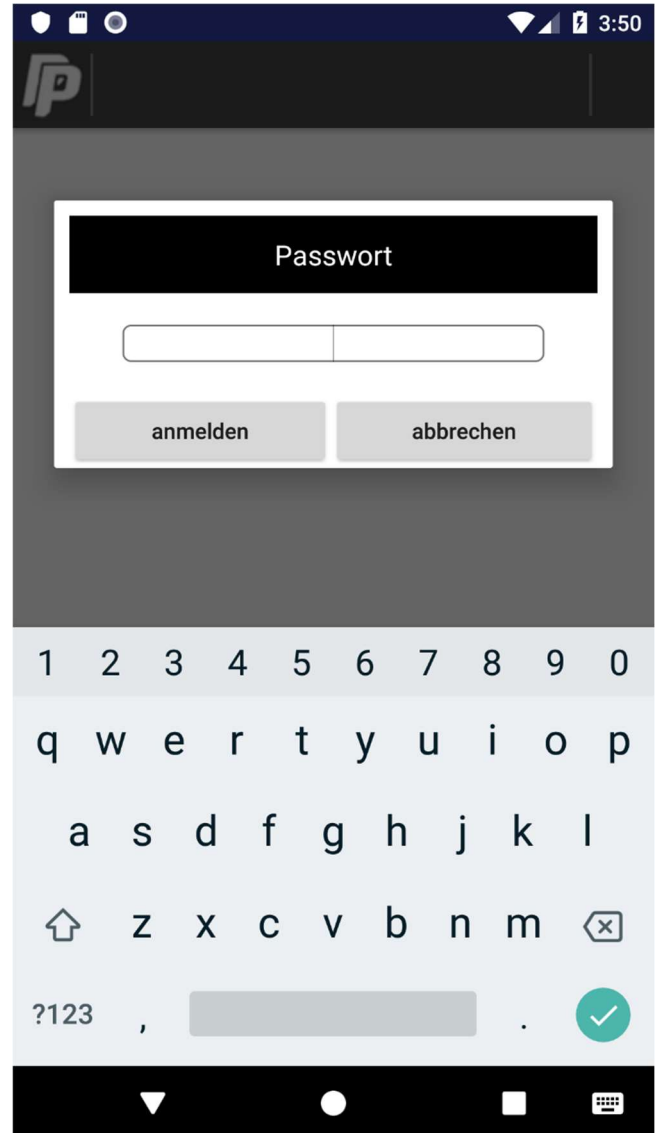 3:50
Passwort
anmelden abbrechen
1 2 3 4 5 6 7 8 9 0
q w e r t y u i o p
a s d f g h j k l
z x c v b n m
?123 , .